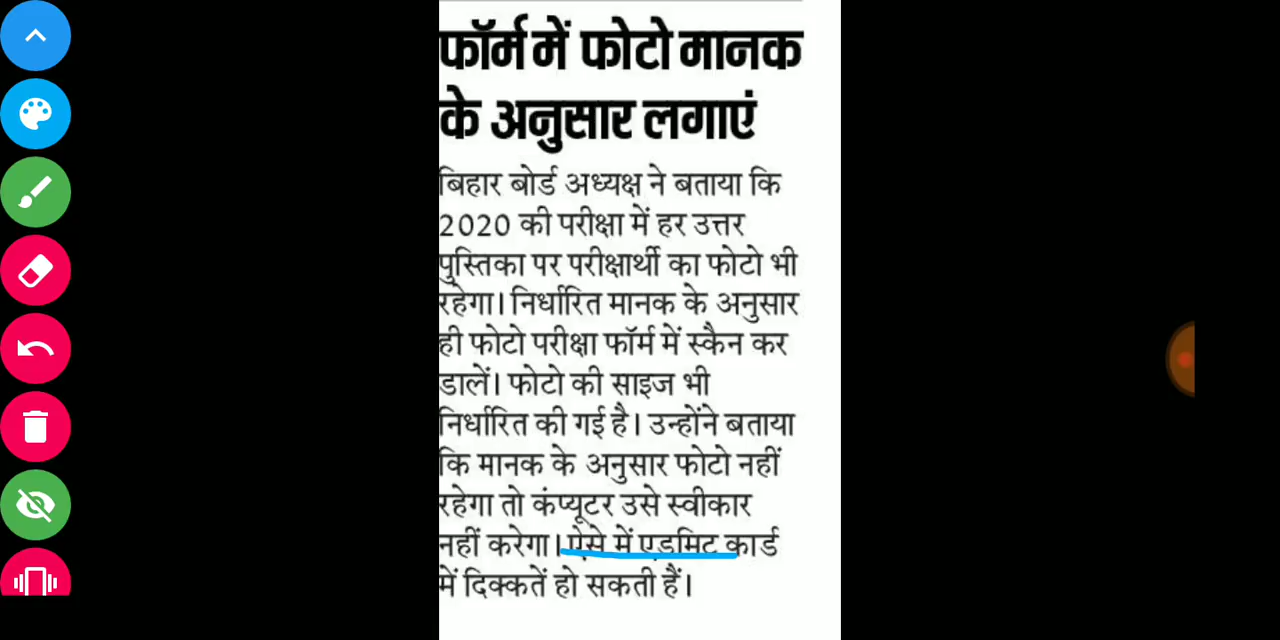 फॉर्म में फोटो मानक
के अनुसार लगाएं
बिहार बोर्ड अध्यक्ष ने बताया कि
2020 की परीक्षा में हर उत्तर
पुस्तिका पर परीक्षार्थी का फोटो भी
रहेगा। निर्धारित मानक के अनुसार
ही फोटो परीक्षा फॉर्म में स्कैन कर
डालें। फोटो की साइज भी
निर्धारित की गई है। उन्होंने बताया
कि मानक के अनुसार फोटो नहीं
रहेगा तो कंप्यूटर उसे स्वीकार
नहीं करेगा। ऐसे में एडमिट कार्ड
में दिक्कतें हो सकती हैं।